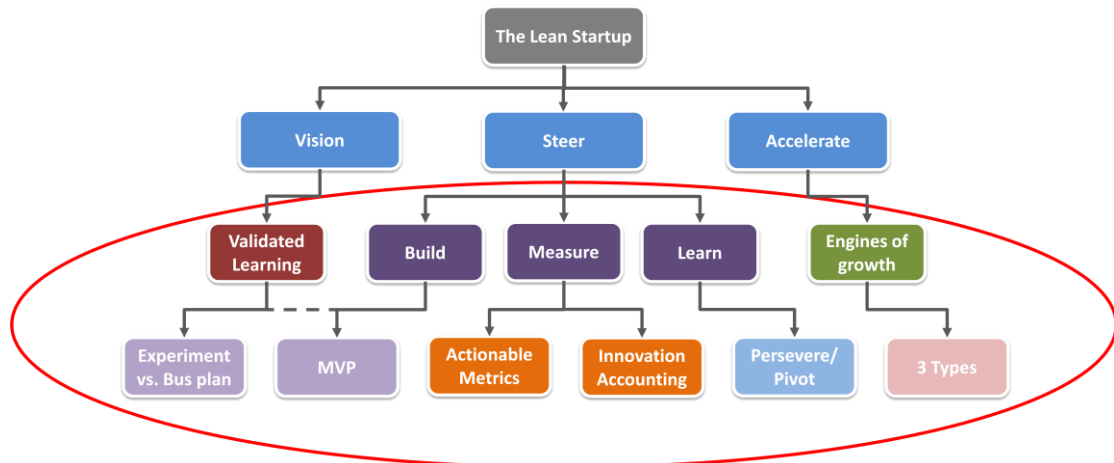 The Lean Startup
Vision
Steer
Accelerate
Validated
Learning
Build
Measure
Learn
Engines of
growth
Experiment
vs. Bus plan
MVP
Actionable
Metrics
Innovation
Accounting
Persevere/
Pivot
3 Types